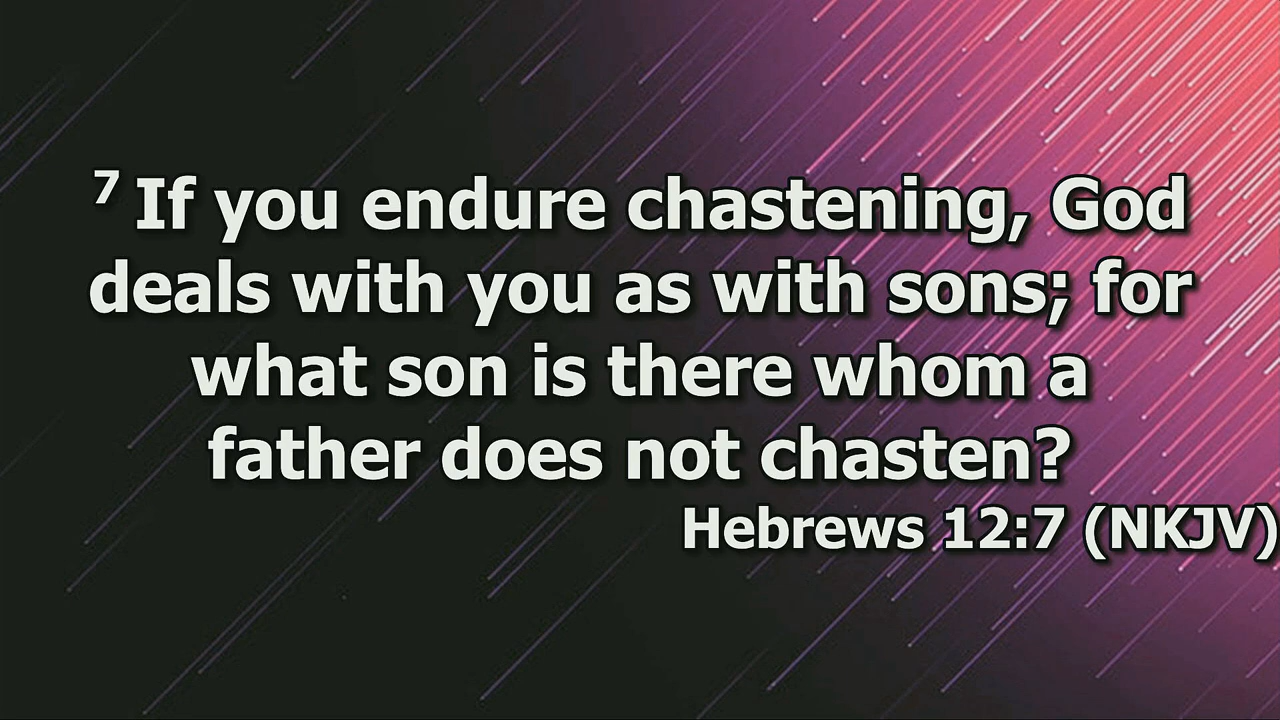 7 If you endure chastening, God
deals with you as with sons; for
what son is there whom a
father does not chasten?
Hebrews 12:7 (NKJV)